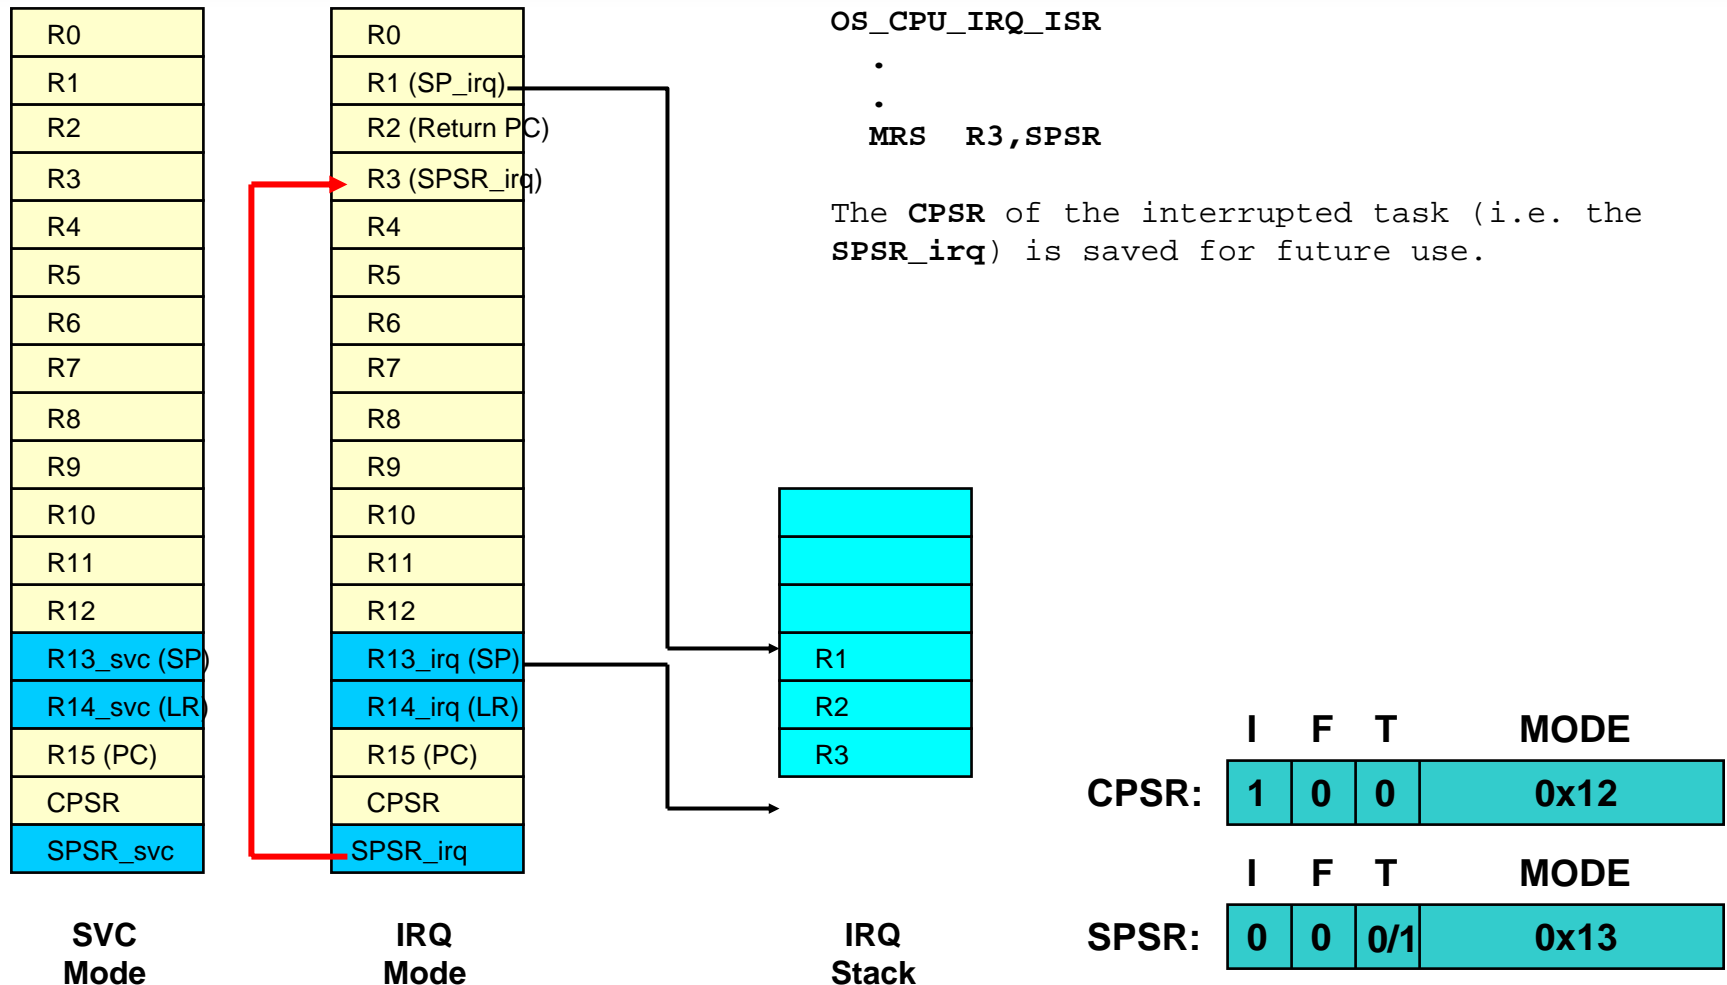 R0
R1
R2
R3
R4
R5
R6
R7
R8
R9
R10
R11
R12
R13_svc (SP)
R14_svc (LR)
R15 (PC)
CPSR
SPSR_svc
SVC
Mode
R0
R1 (SP_irq)
R2 (Return PC)
R3 (SPSR_irq)
R4
R5
R6
R7
R8
R9
R10
R11
R12
R13_irq (SP)
R14_irq (LR)
R15 (PC)
CPSR
SPSR_irq
IRQ
Mode
OS_CPU_IRQ_ISR
.
.
MRS R3,SPSR
The CPSR of the interrupted task (i.e. the
SPSR_irq) is saved for future use.
R1
R2
R3
IRQ
Stack
I F T MODE
CPSR: 1 0 0 0x12
I F T MODE
SPSR: 0 0 0/1 0x13